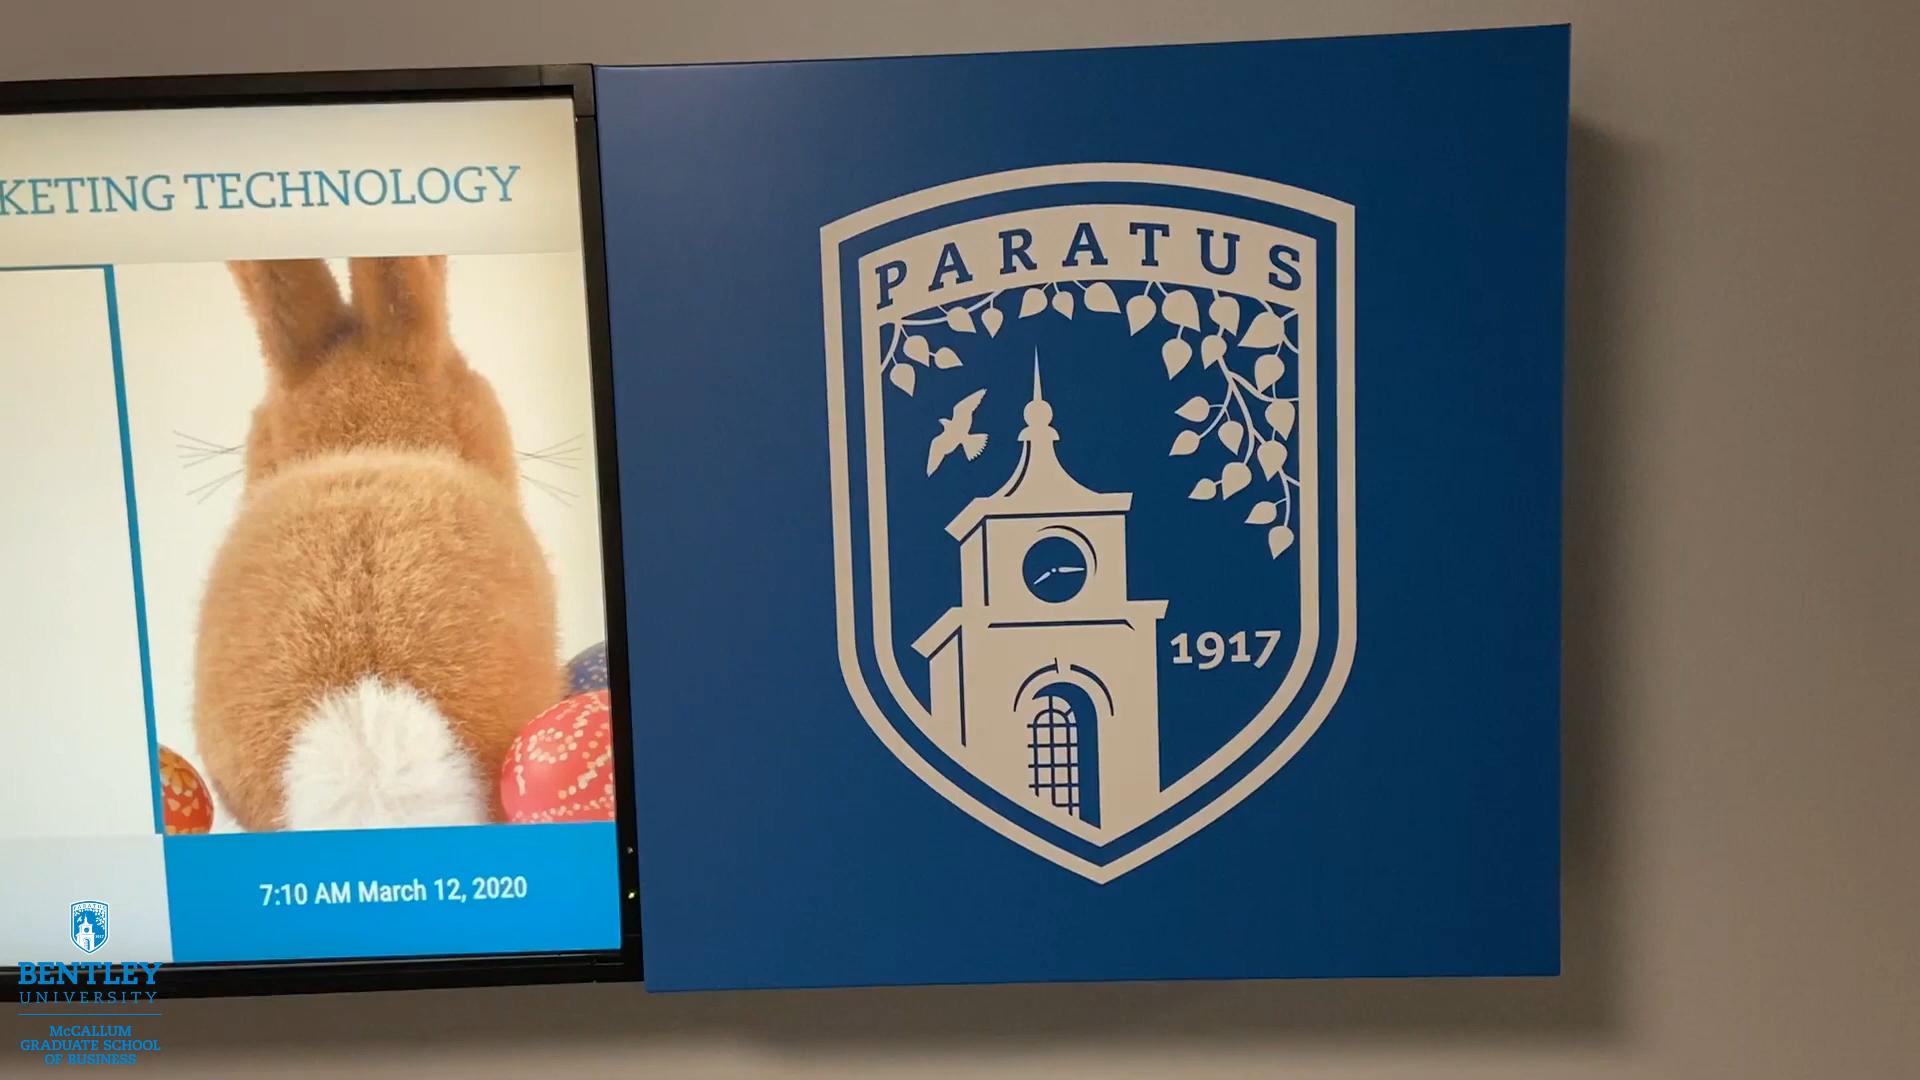 KETING TECHNOLOGY
7:10 AM March 12, 2020
PARATUS
1917
BENTLEY
UNIVERSITY
McCALLUM
GRADUATE SCHOOL
OF BUSINESS